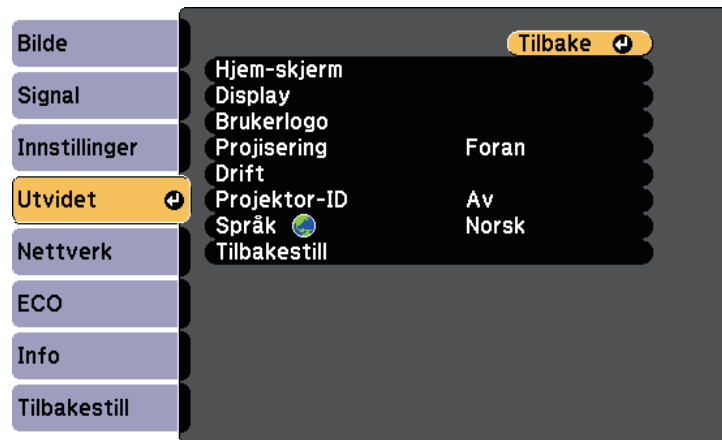 Bilde
Signal
Innstillinger
Utvidet
Nettverk
ECO
Info
Tilbakestill
Tilbake
Hjem-skjerm
Display
Brukerlogo
Projisering Foran
Drift
Projektor-ID Av
Språk Norsk
Tilbakestill